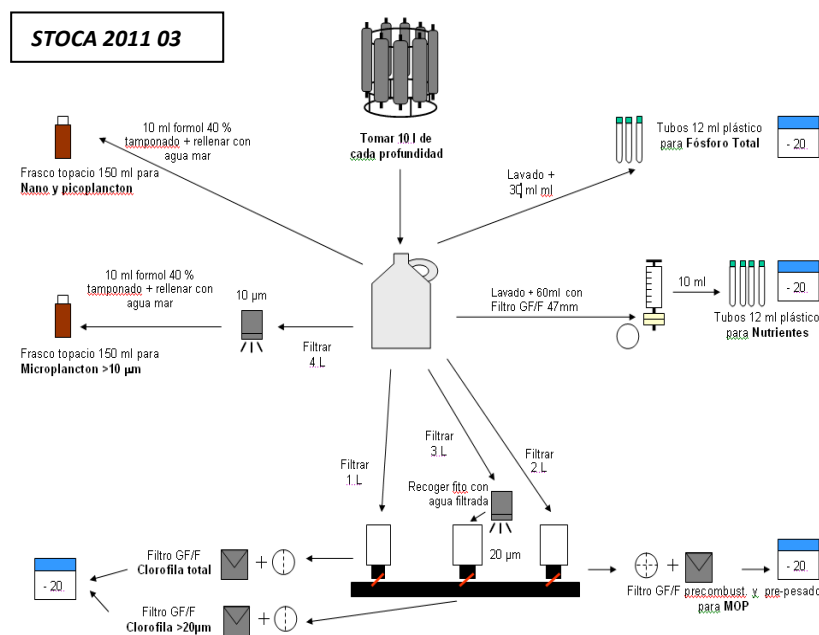 STOCA 2011 03
Tomar 10 l de
cada profundidad
10 ml formol 40 %
tamponado + rellenar con
agua mar
Frasco topacio 150 ml para
Nano y picoplancton
Lavado +
30 ml ml
Tubos 12 ml plástico
para Fósforo Total
- 20
10 ml formol 40 %
tamponado + rellenar con
agua mar
Frasco topacio 150 ml para
Microplancton >10 µm
10 µm
Filtrar
4 L
Lavado + 60ml con
Filtro GF/F 47mm
10 ml
Tubos 12 ml plástico
para Nutrientes
- 20
Filtrar
1 L
Filtrar
3 L
Filtrar
2 L
Recoger fito con
agua filtrada
20 µm
- 20
Filtro GF/F
Clorofila total
+
Filtro GF/F
Clorofila >20µm
+
+
Filtro GF/F precombust. y pre-pesado
para MOP
- 20